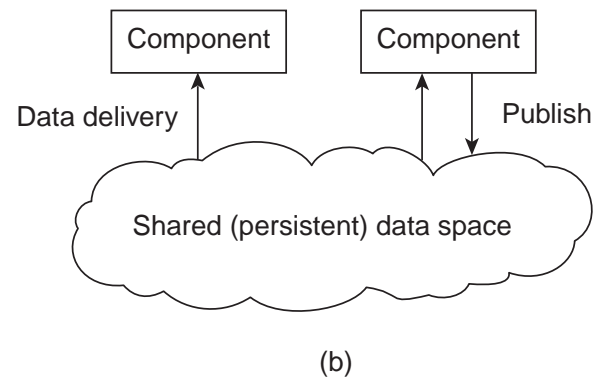 Component
Component
Data delivery
Publish
Shared (persistent) data space
(b)